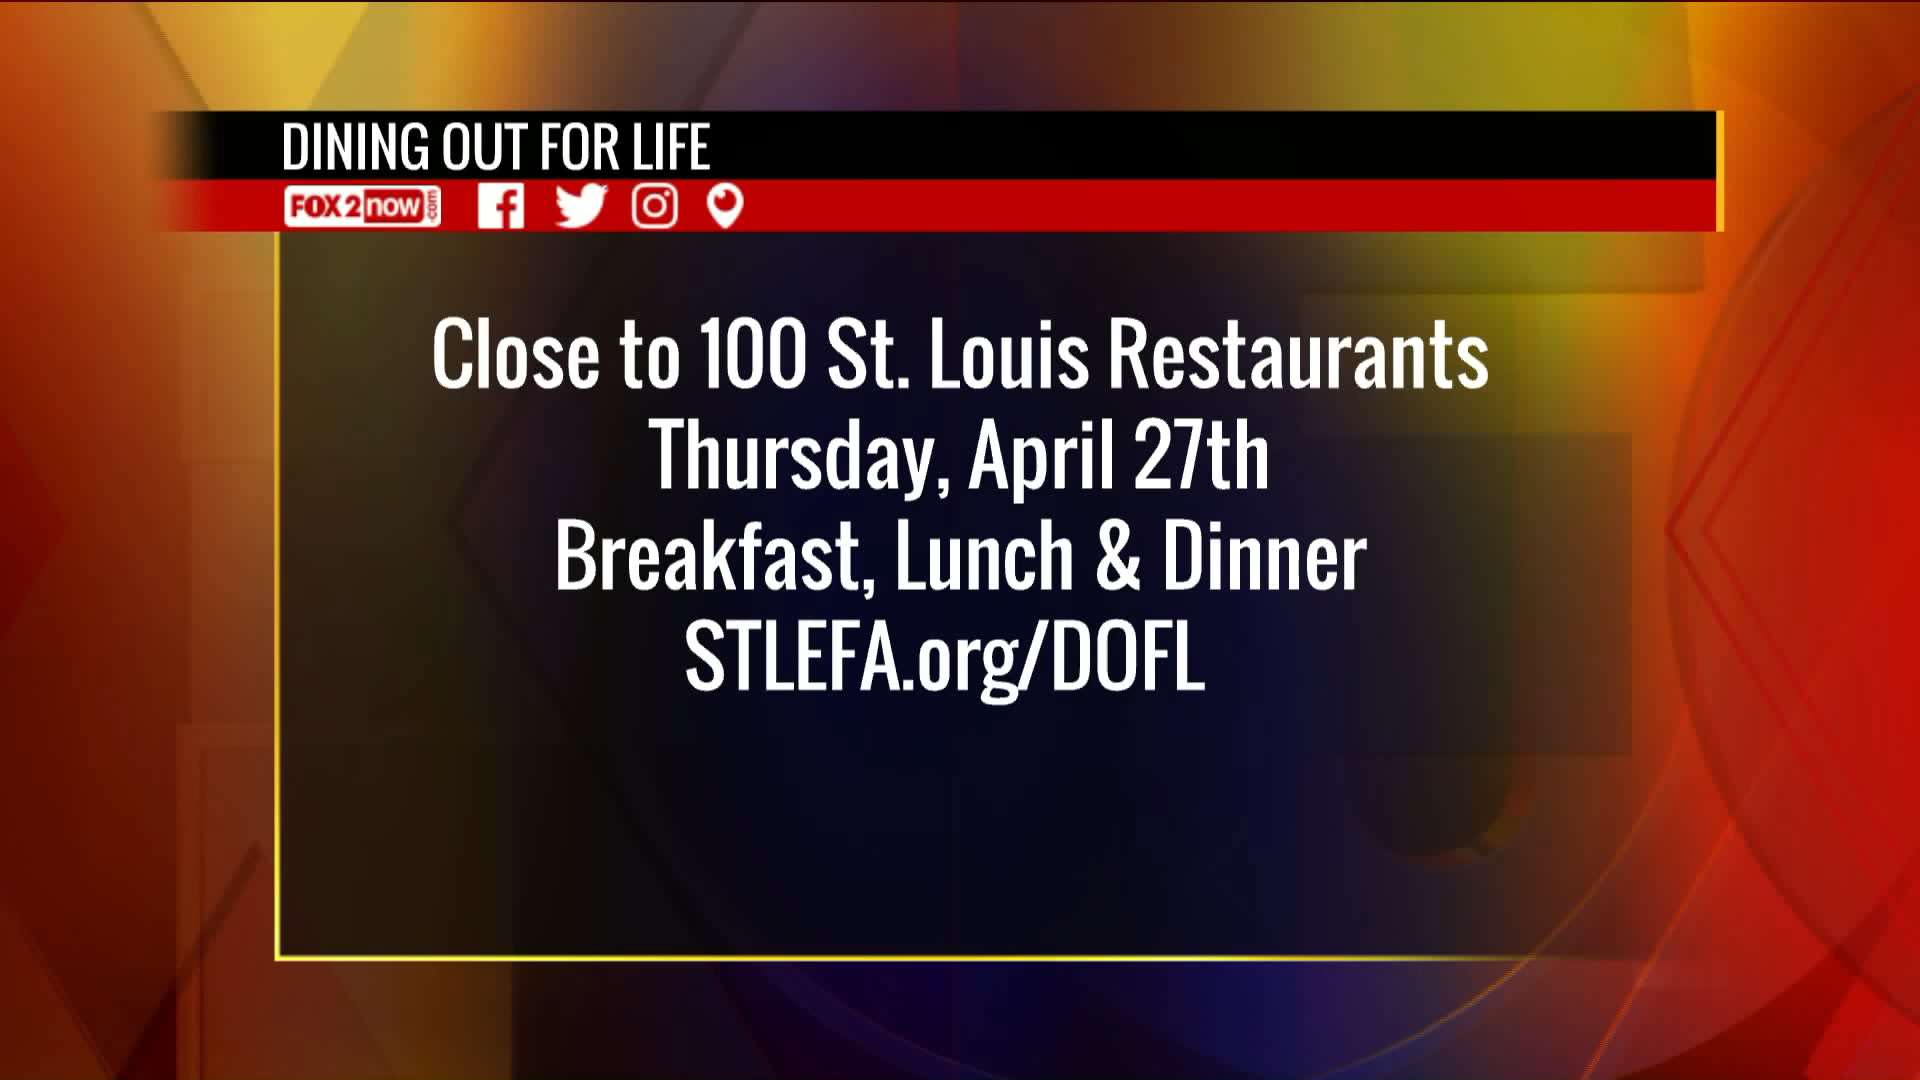 DINING OUT FOR LIFE
FOX2now.com
Close to 100 St. Louis Restaurants
Thursday, April 27th
Breakfast, Lunch & Dinner
STLEFA.org/DOFL